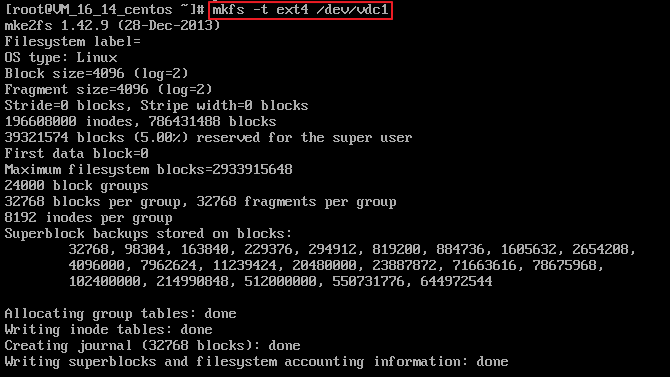 [root@VM_16_14_centos ~]# mkfs -t ext4 /dev/vdc1
mke2fs 1.42.9 (28-Dec-2013)
Filesystem label=
OS type: Linux
Block size=4096 (log=2)
Fragment size=4096 (log=2)
Stride=0 blocks, Stripe width=0 blocks
196608000 inodes, 786431488 blocks
39321574 blocks (5.00%) reserved for the super user
First data block=0
Maximum filesystem blocks=2933915648
24000 block groups
32768 blocks per group, 32768 fragments per group
8192 inodes per group
Superblock backups stored on blocks:
32768, 98304, 163840, 229376, 294912, 819200, 884736, 1605632, 2654208,
4096000, 7962624, 11239424, 20480000, 23887872, 71663616, 78675968,
102400000, 214990848, 512000000, 550731776, 644972544
Allocating group tables: done
Writing inode tables: done
Creating journal (32768 blocks): done
Writing superblocks and filesystem accounting information: done